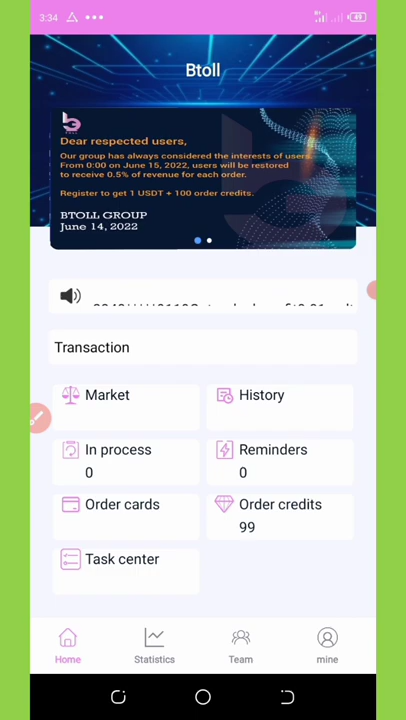 3:34
89
Btoll
Dear respected users,
Our group has always considered the interests of users.
From 0:00 on June 15, 2022, users will be restored
to receive 0.5% of revenue for each order.
Register to get 1 USDT + 100 order credits.
BTOLL GROUP
June 14, 2022
Transaction
Market
History
In process
0
Reminders
0
Order cards
Order credits
99
Task center
Home
Statistics
Team
mine